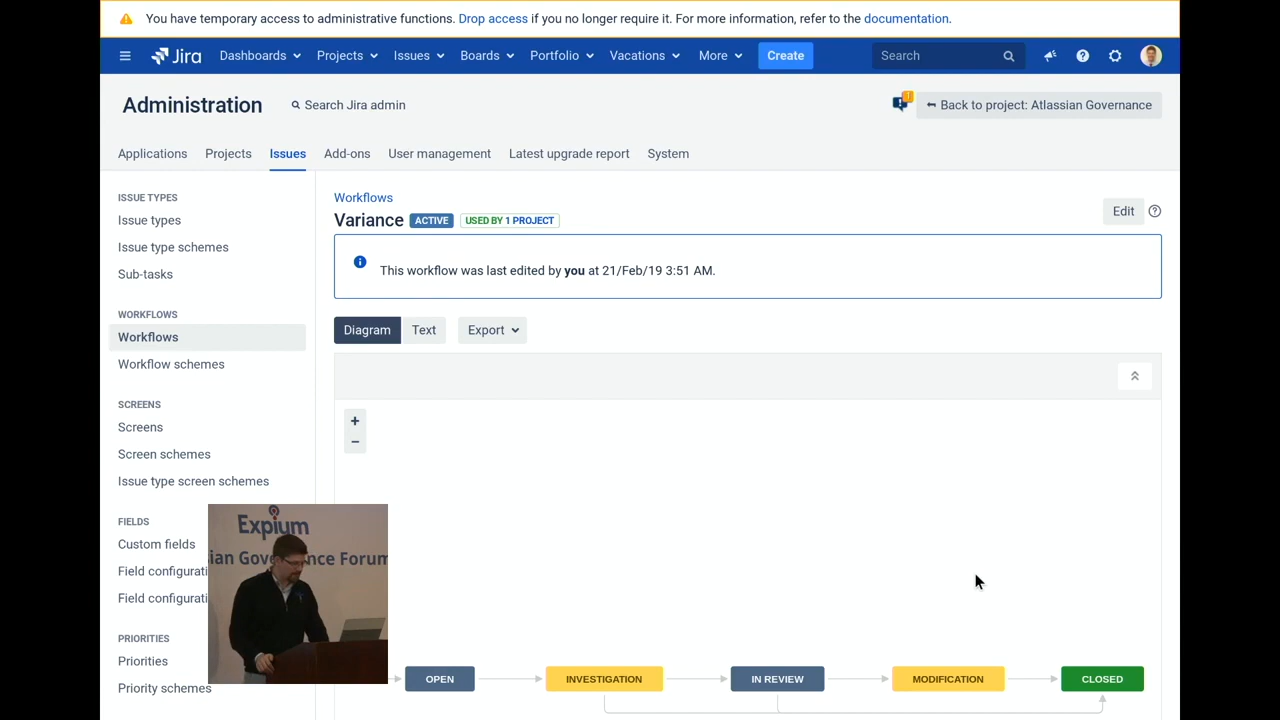 You have temporary access to administrative functions. Drop access if you no longer require it. For more information, refer to the documentation.
Jira Dashboards Projects Issues Boards Portfolio Vacations More Create Search
Administration Search Jira admin Back to project: Atlassian Governance
Applications Projects Issues Add-ons User management Latest upgrade report System
ISSUE TYPES
Issue types
Issue type schemes
Sub-tasks
WORKFLOWS
Workflows
Workflow schemes
SCREENS
Screens
Screen schemes
Issue type screen schemes
FIELDS
Custom fields
Field configurati
Field configurati
PRIORITIES
Priorities
Priority schemes
Workflows
Variance ACTIVE USED BY 1 PROJECT
Edit
This workflow was last edited by you at 21/Feb/19 3:51 AM.
Diagram Text Export
+
−
OPEN INVESTIGATION IN REVIEW MODIFICATION CLOSED
Expium
ian Governance Forum